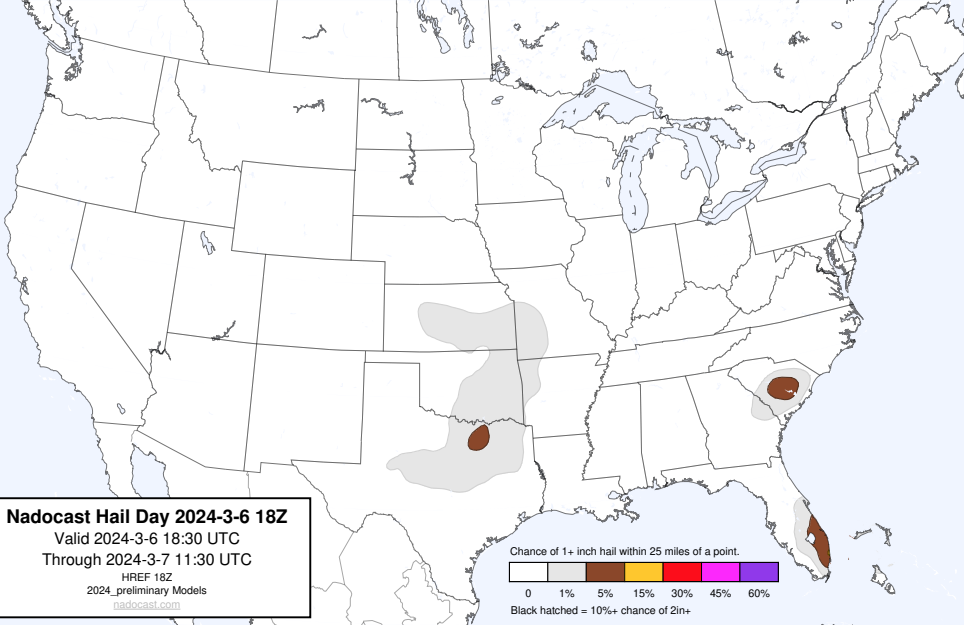 Nadocast Hail Day 2024-3-6 18Z
Valid 2024-3-6 18:30 UTC
Through 2024-3-7 11:30 UTC
HREF 18Z
2024_preliminary Models
nadocast.com
Chance of 1+ inch hail within 25 miles of a point.
0 1% 5% 15% 30% 45% 60%
Black hatched = 10%+ chance of 2in+